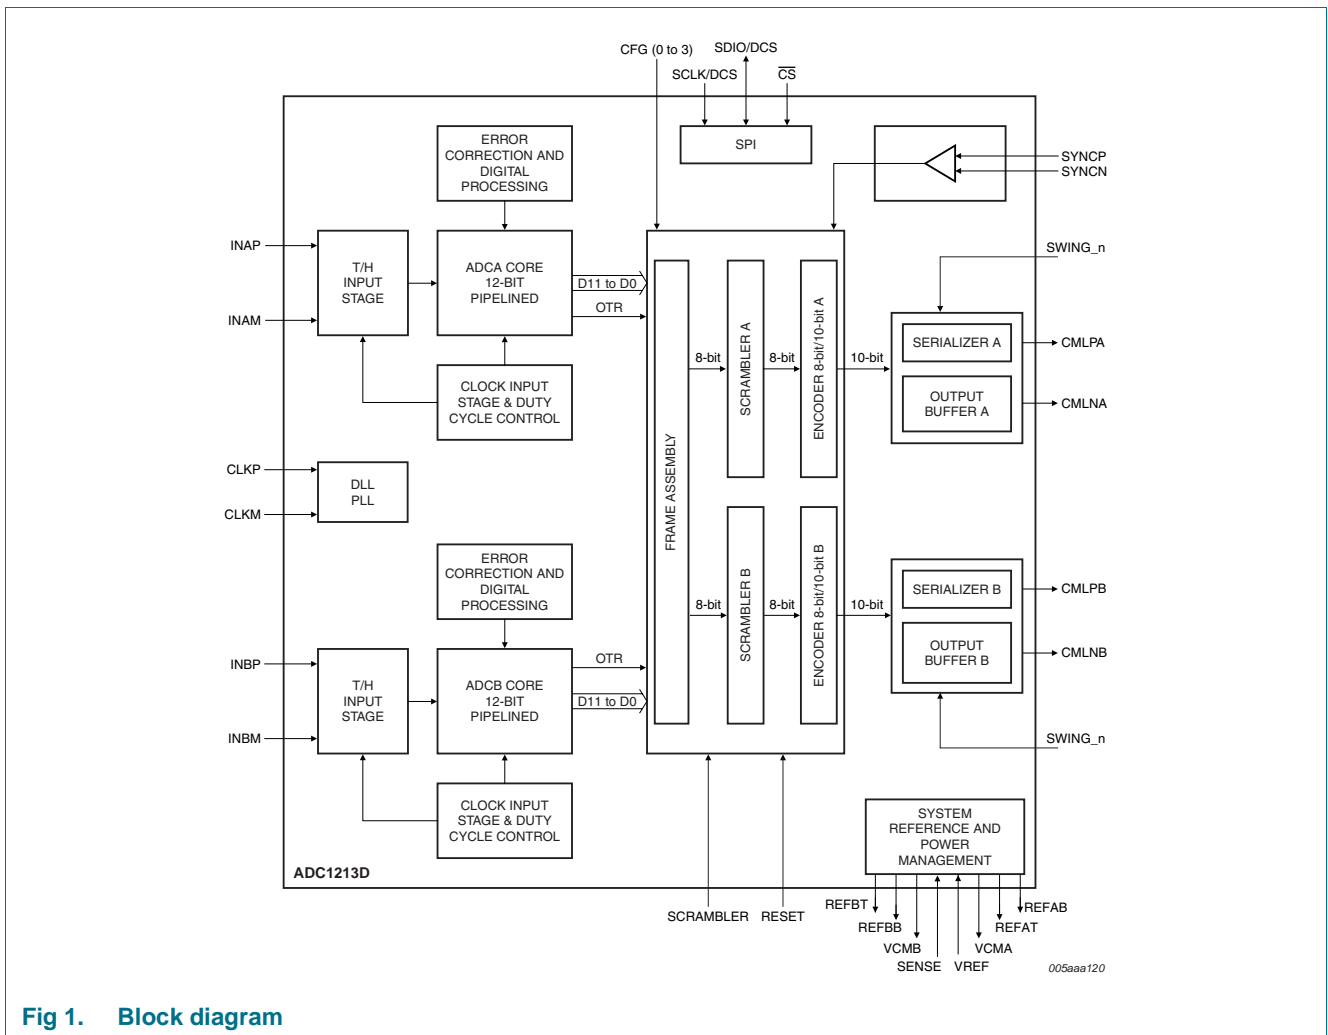 CFG (0 to 3)
SDIO/DCS
SCLK/DCS
CS
ERROR
CORRECTION AND
DIGITAL
PROCESSING
SPI
SYNCP
SYNCN
INAP
INAM
T/H
INPUT
STAGE
ADCA CORE
12-BIT
PIPELINED
D11 to D0
OTR
SWING_n
CLOCK INPUT
STAGE & DUTY
CYCLE CONTROL
FRAME ASSEMBLY
8-bit
SCRAMBLER A
8-bit
ENCODER 8-bit/10-bit A
10-bit
SERIALIZER A
OUTPUT
BUFFER A
CMLPA
CMLNA
CLKP
CLKM
DLL
PLL
ERROR
CORRECTION AND
DIGITAL
PROCESSING
8-bit
SCRAMBLER B
8-bit
ENCODER 8-bit/10-bit B
10-bit
SERIALIZER B
OUTPUT
BUFFER B
CMLPB
CMLNB
INBP
INBM
T/H
INPUT
STAGE
ADCB CORE
12-BIT
PIPELINED
OTR
D11 to D0
SWING_n
CLOCK INPUT
STAGE & DUTY
CYCLE CONTROL
SYSTEM
REFERENCE AND
POWER
MANAGEMENT
ADC1213D
SCRAMBLER
RESET
REFBT
REFBB
VCMB
SENSE
VREF
VCMA
REFAT
REFAB
005aaa120
Fig 1. Block diagram